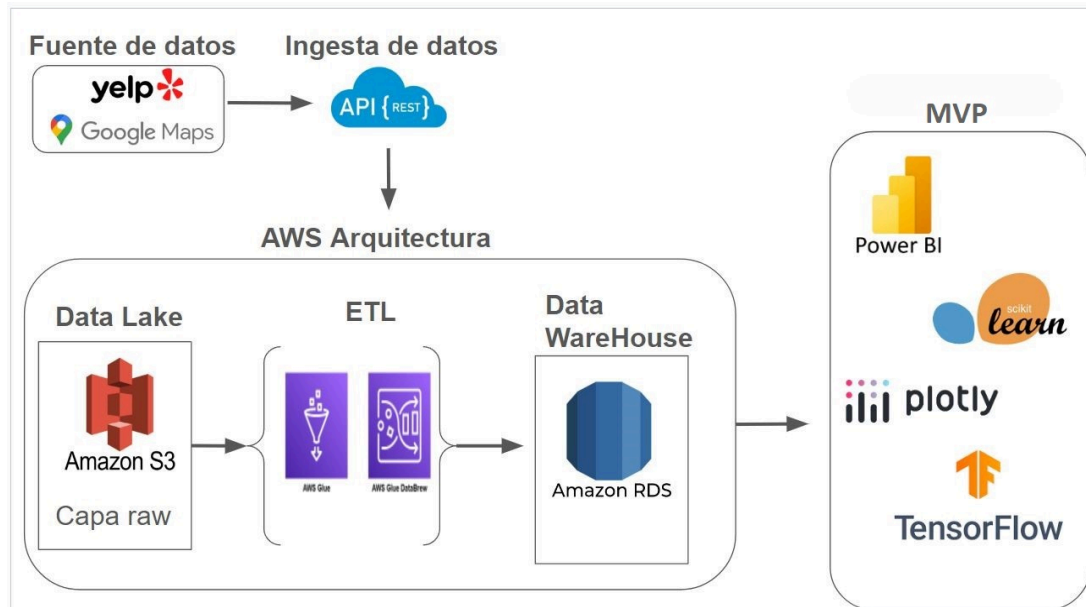 Fuente de datos
yelp
Google Maps
Ingesta de datos
API {REST}
MVP
Power BI
scikit
learn
plotly
TensorFlow
AWS Arquitectura
Data Lake
Amazon S3
Capa raw
ETL
AWS Glue
AWS Glue DataBrew
Data
WareHouse
Amazon RDS